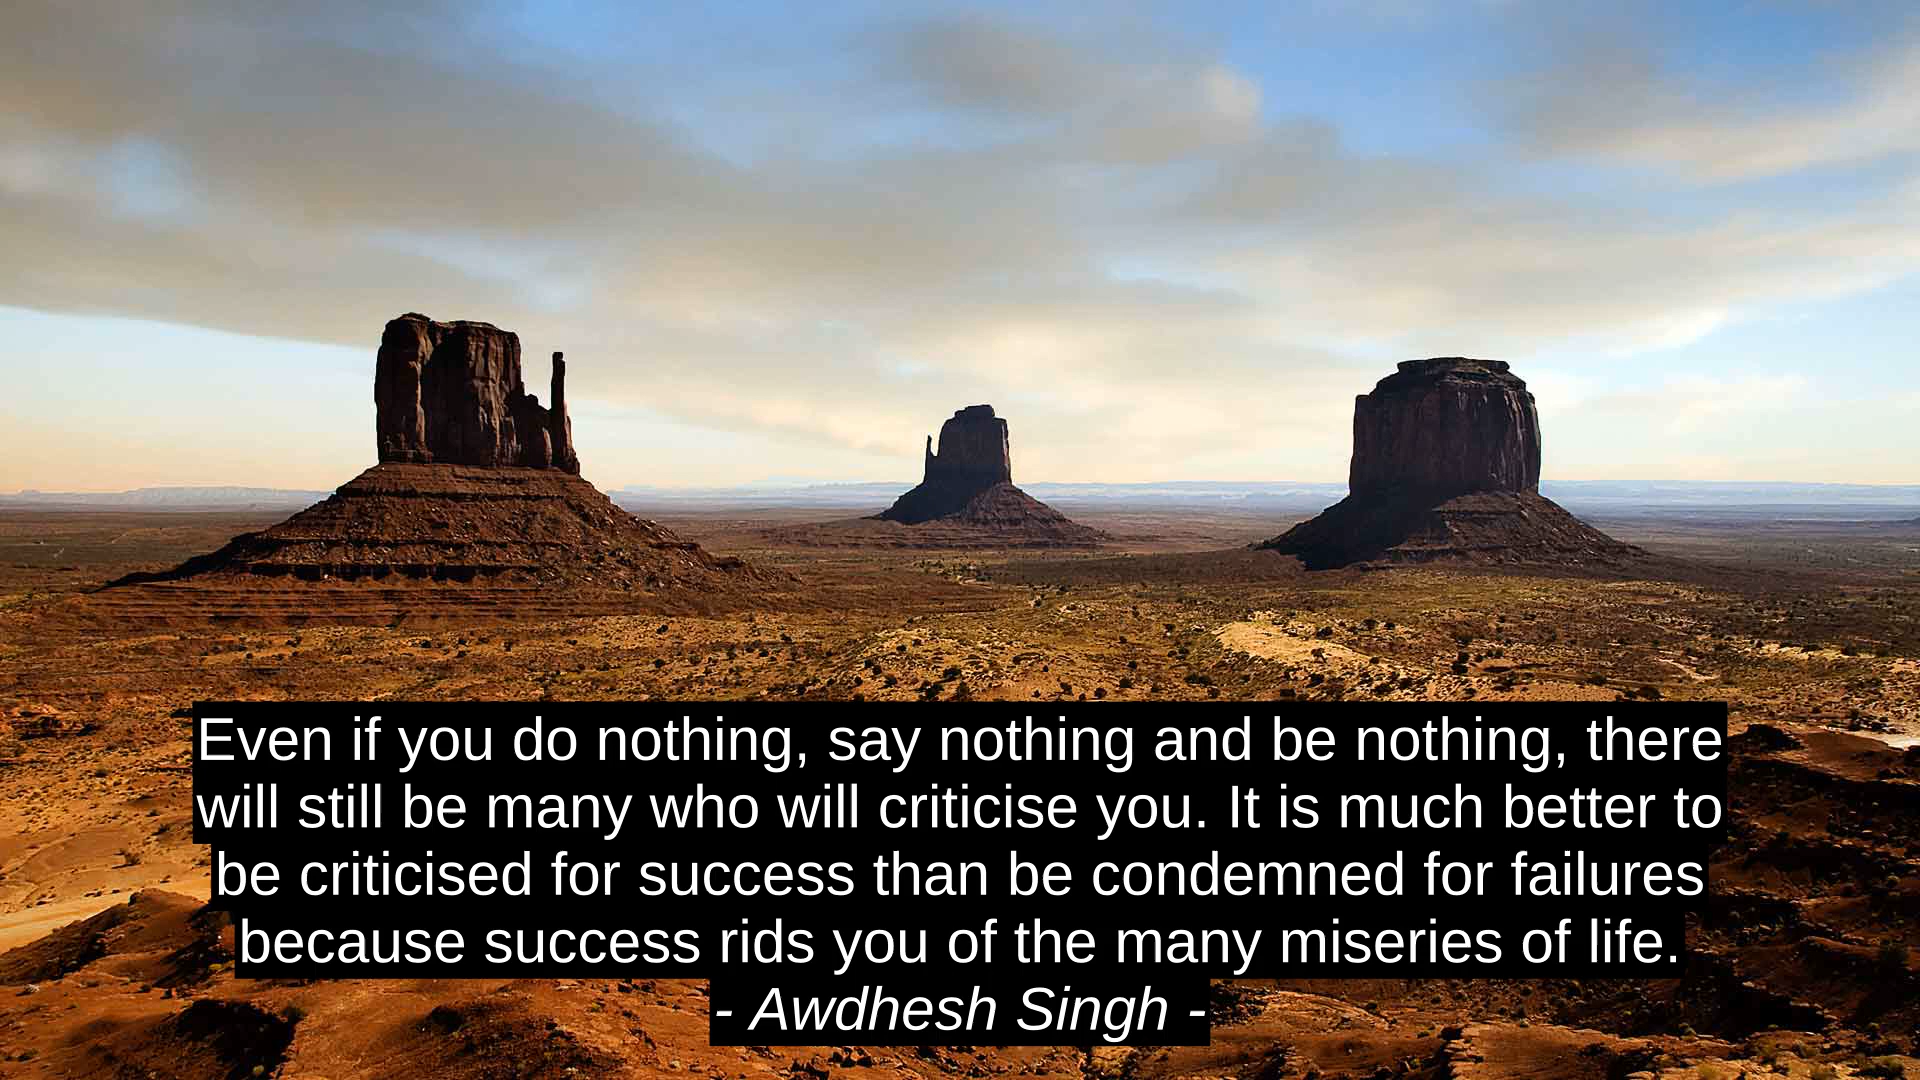 Even if you do nothing, say nothing and be nothing, there
will still be many who will criticise you. It is much better to
be criticised for success than be condemned for failures
because success rids you of the many miseries of life.
- Awdhesh Singh -